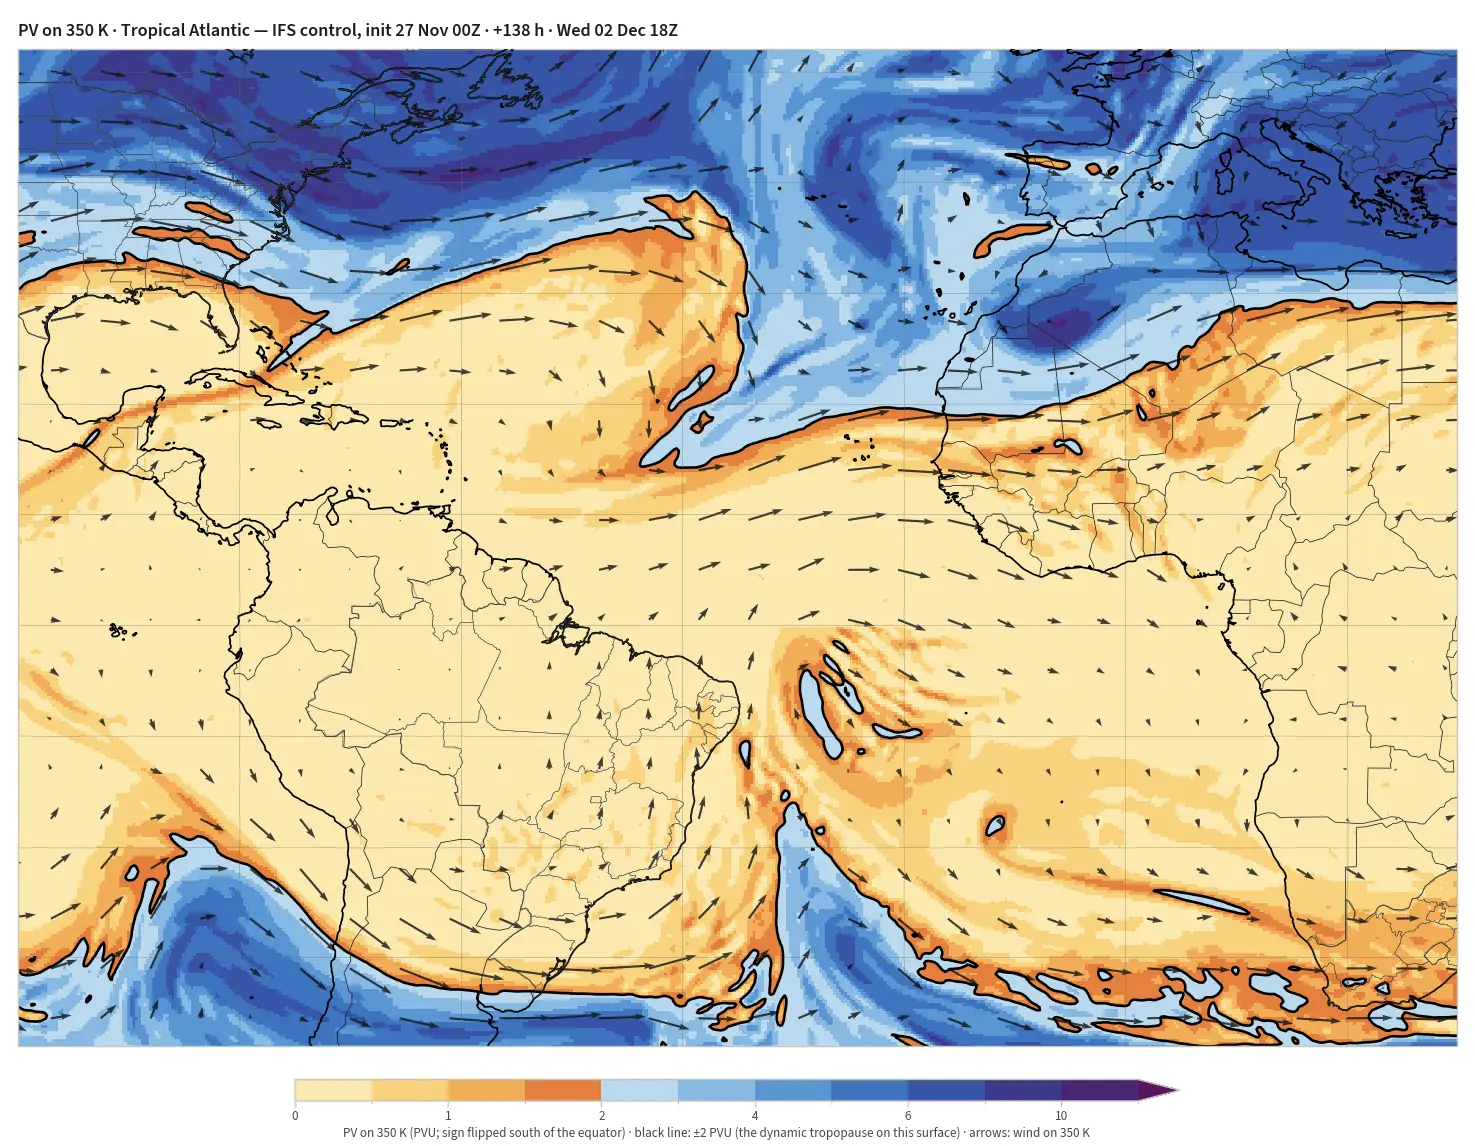 PV on 350 K · Tropical Atlantic — IFS control, init 27 Nov 00Z · +138 h · Wed 02 Dec 18Z
0 1 2 4 6 10
PV on 350 K (PVU; sign flipped south of the equator) · black line: ±2 PVU (the dynamic tropopause on this surface) · arrows: wind on 350 K